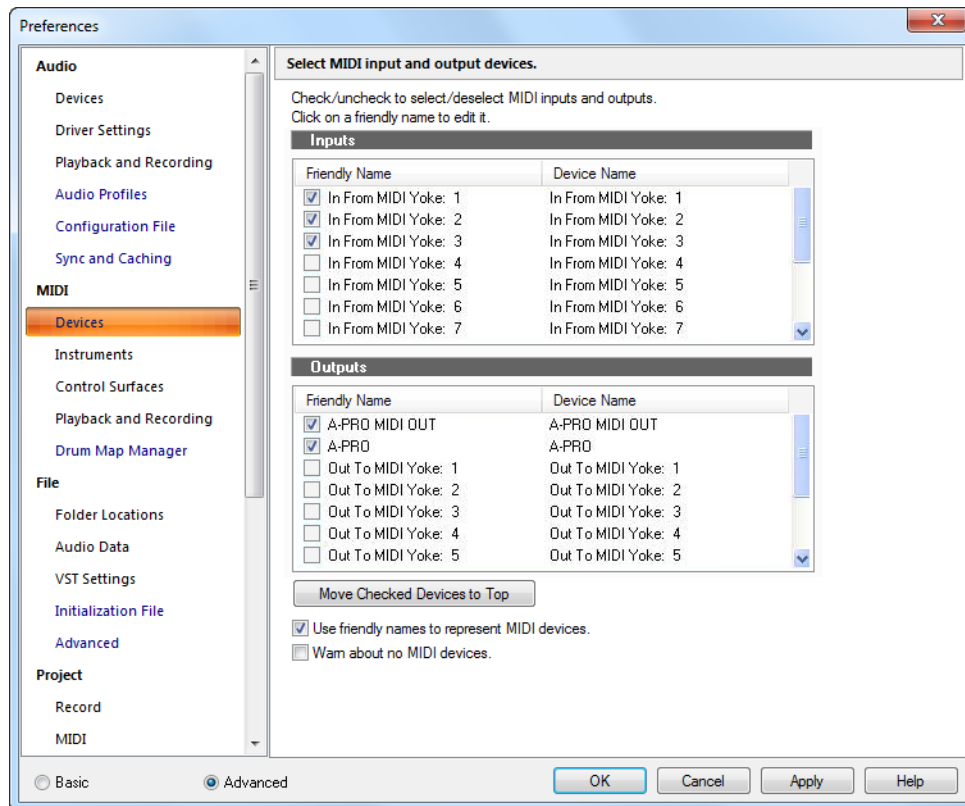 Preferences
Audio
Devices
Driver Settings
Playback and Recording
Audio Profiles
Configuration File
Sync and Caching
MIDI
Devices
Instruments
Control Surfaces
Playback and Recording
Drum Map Manager
File
Folder Locations
Audio Data
VST Settings
Initialization File
Advanced
Project
Record
MIDI
Select MIDI input and output devices.
Check/uncheck to select/deselect MIDI inputs and outputs.
Click on a friendly name to edit it.
Inputs
Friendly Name Device Name
In From MIDI Yoke: 1 In From MIDI Yoke: 1
In From MIDI Yoke: 2 In From MIDI Yoke: 2
In From MIDI Yoke: 3 In From MIDI Yoke: 3
In From MIDI Yoke: 4 In From MIDI Yoke: 4
In From MIDI Yoke: 5 In From MIDI Yoke: 5
In From MIDI Yoke: 6 In From MIDI Yoke: 6
In From MIDI Yoke: 7 In From MIDI Yoke: 7
Outputs
Friendly Name Device Name
A-PRO MIDI OUT A-PRO MIDI OUT
A-PRO A-PRO
Out To MIDI Yoke: 1 Out To MIDI Yoke: 1
Out To MIDI Yoke: 2 Out To MIDI Yoke: 2
Out To MIDI Yoke: 3 Out To MIDI Yoke: 3
Out To MIDI Yoke: 4 Out To MIDI Yoke: 4
Out To MIDI Yoke: 5 Out To MIDI Yoke: 5
Move Checked Devices to Top
Use friendly names to represent MIDI devices.
Warn about no MIDI devices.
Basic Advanced OK Cancel Apply Help